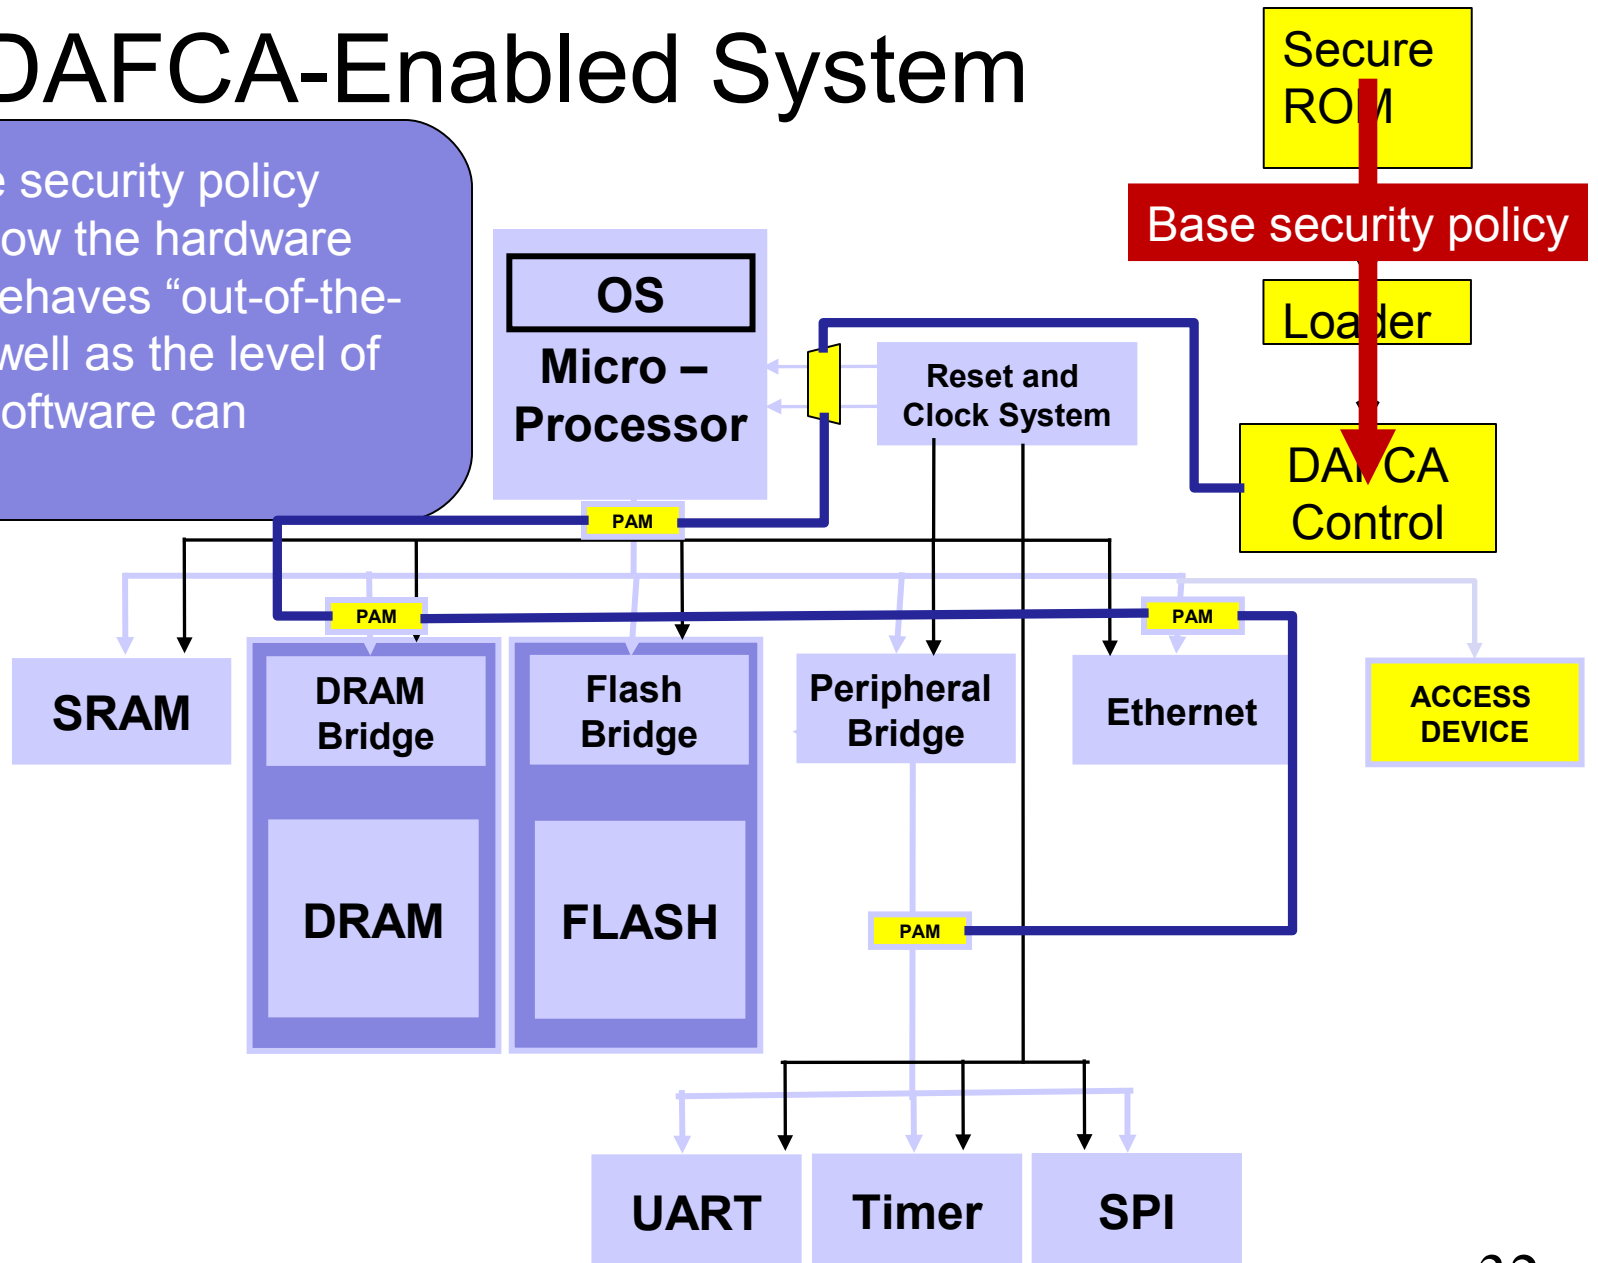 DAFCA-Enabled System
Secure
ROM
Base security policy
Loader
DAFCA
Control
security policy
ow the hardware
ehaves “out-of-the-
well as the level of
oftware can
OS
Micro –
Processor
Reset and
Clock System
PAM
PAM
PAM
SRAM
DRAM
Bridge
Flash
Bridge
Peripheral
Bridge
Ethernet
ACCESS
DEVICE
DRAM
FLASH
PAM
UART
Timer
SPI